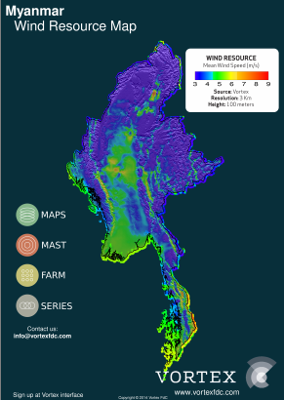 Myanmar
Wind Resource Map
WIND RESOURCE
Mean Wind Speed [m/s]
3 4 5 6 7 8 9
Source: Vortex
Resolution: 3 Km
Height: 100 meters
MAPS
MAST
FARM
SERIES
Contact us:
info@vortexfdc.com
VORTEX
Sign up at Vortex interface
Copyright © 2014 Vortex FdC
www.vortexfdc.com